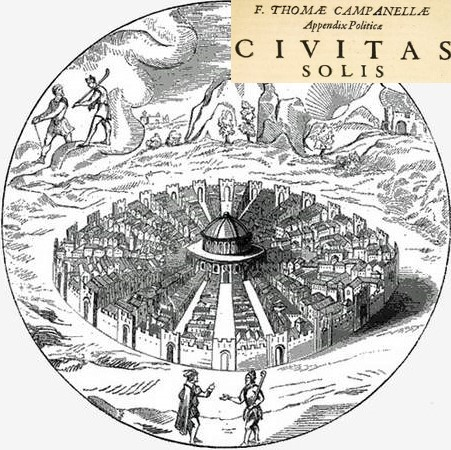 F. THOMÆ CAMPANELLÆ
Appendix Politicæ
CIVITAS
SOLIS